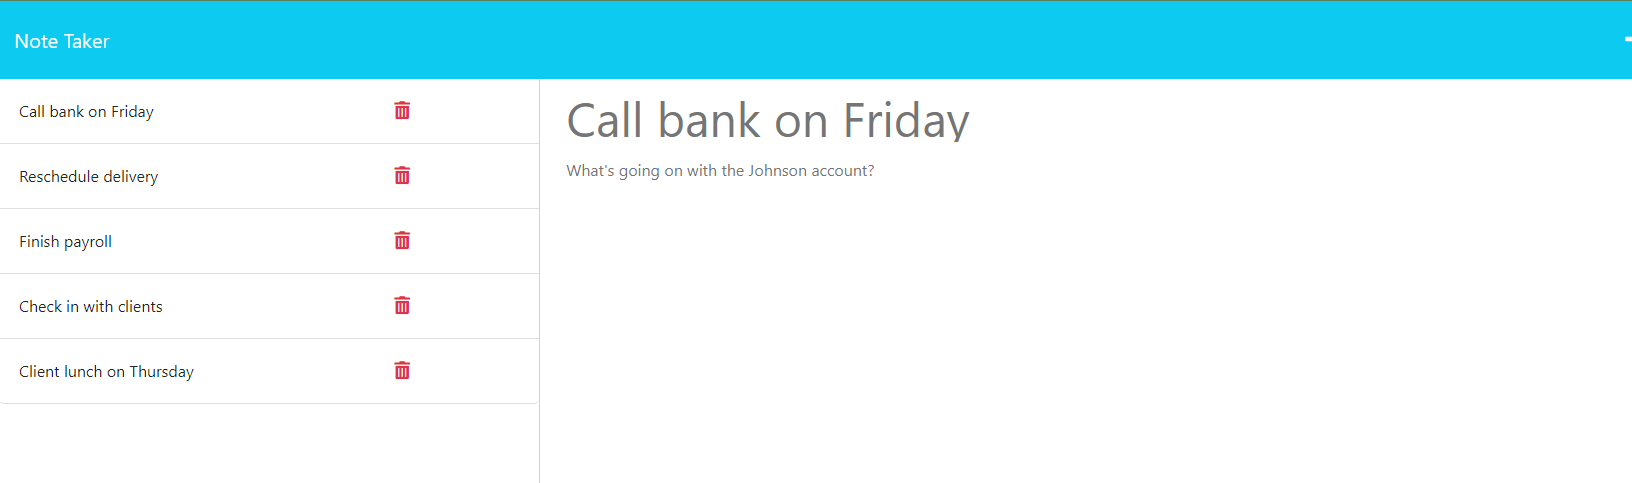 Note Taker
Call bank on Friday
Reschedule delivery
Finish payroll
Check in with clients
Client lunch on Thursday
Call bank on Friday
What's going on with the Johnson account?